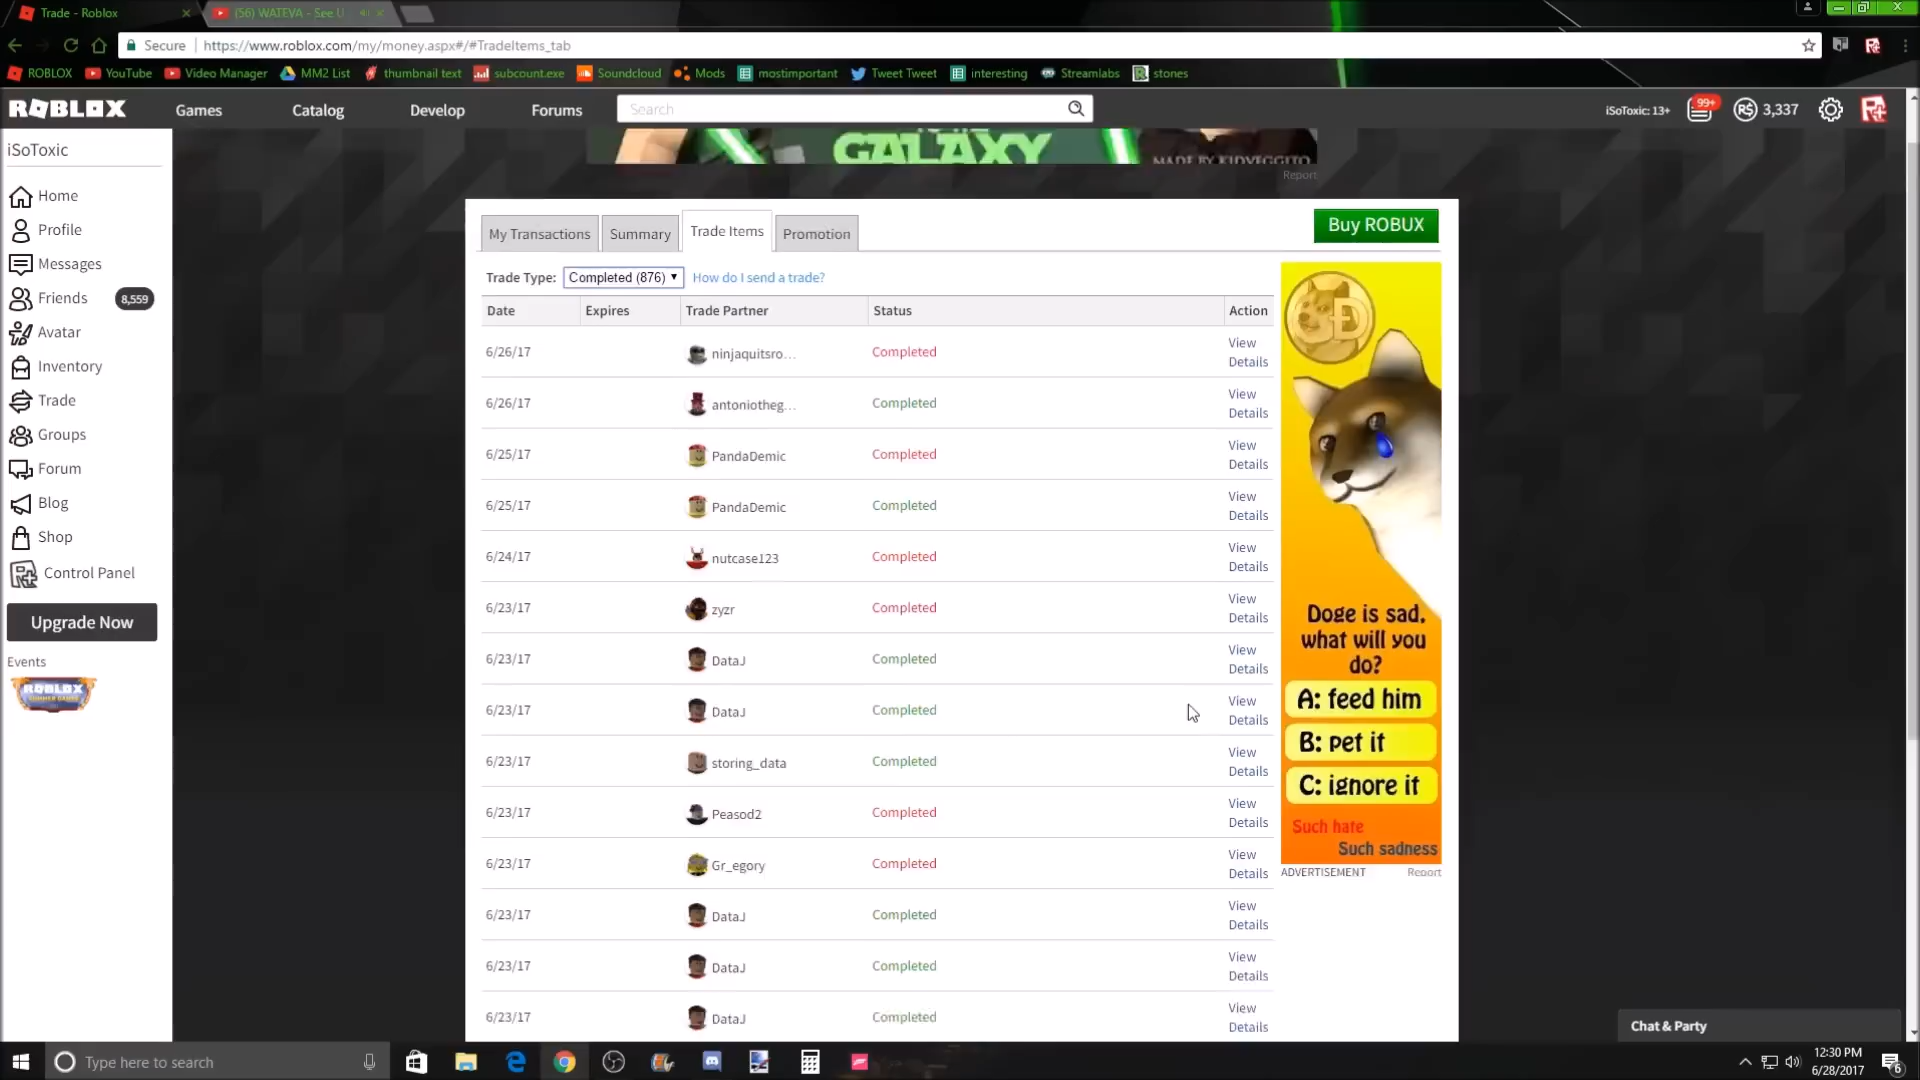 Trade - Roblox
(56) WATEVA - See U
Secure https://www.roblox.com/my/money.aspx#/#TradeItems_tab
ROBLOX YouTube Video Manager MM2 List thumbnail text subcount.exe Soundcloud Mods mostimportant Tweet Tweet interesting Streamlabs stones
ROBLOX Games Catalog Develop Forums Search iSoToxic: 13+ 99+ R$ 3,337
GALAXY MADE BY KIDVEGGITO
Report
iSoToxic
Home
Profile
Messages
Friends 8,559
Avatar
Inventory
Trade
Groups
Forum
Blog
Shop
Control Panel
Upgrade Now
Events
ROBLOX
SUMMER GAMES
My Transactions Summary Trade Items Promotion Buy ROBUX
Trade Type: Completed (876) How do I send a trade?
Date Expires Trade Partner Status Action
6/26/17 ninjaquitsro... Completed View
Details
6/26/17 antoniotheg... Completed View
Details
6/25/17 PandaDemic Completed View
Details
6/25/17 PandaDemic Completed View
Details
6/24/17 nutcase123 Completed View
Details
6/23/17 zyzr Completed View
Details
6/23/17 DataJ Completed View
Details
6/23/17 DataJ Completed View
Details
6/23/17 storing_data Completed View
Details
6/23/17 Peasod2 Completed View
Details
6/23/17 Gr_egory Completed View
Details
6/23/17 DataJ Completed View
Details
6/23/17 DataJ Completed View
Details
6/23/17 DataJ Completed View
Details
Doge is sad,
what will you
do?
A: feed him
B: pet it
C: ignore it
Such hate
Such sadness
ADVERTISEMENT Report
Chat & Party
Type here to search
12:30 PM
6/28/2017
6